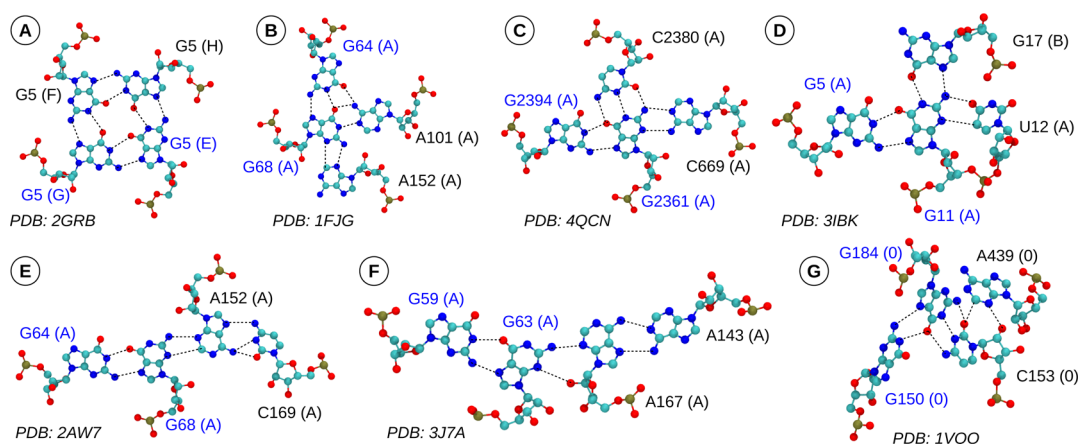 A
G5 (H)
G5 (F)
G5 (E)
G5 (G)
PDB: 2GRB
B
G64 (A)
A101 (A)
G68 (A)
A152 (A)
PDB: 1FJG
C
C2380 (A)
G2394 (A)
C669 (A)
G2361 (A)
PDB: 4QCN
D
G17 (B)
G5 (A)
U12 (A)
G11 (A)
PDB: 3IBK
E
A152 (A)
G64 (A)
G68 (A)
C169 (A)
PDB: 2AW7
F
G59 (A)
G63 (A)
A143 (A)
A167 (A)
PDB: 3J7A
G
G184 (0)
A439 (0)
C153 (0)
G150 (0)
PDB: 1VOO